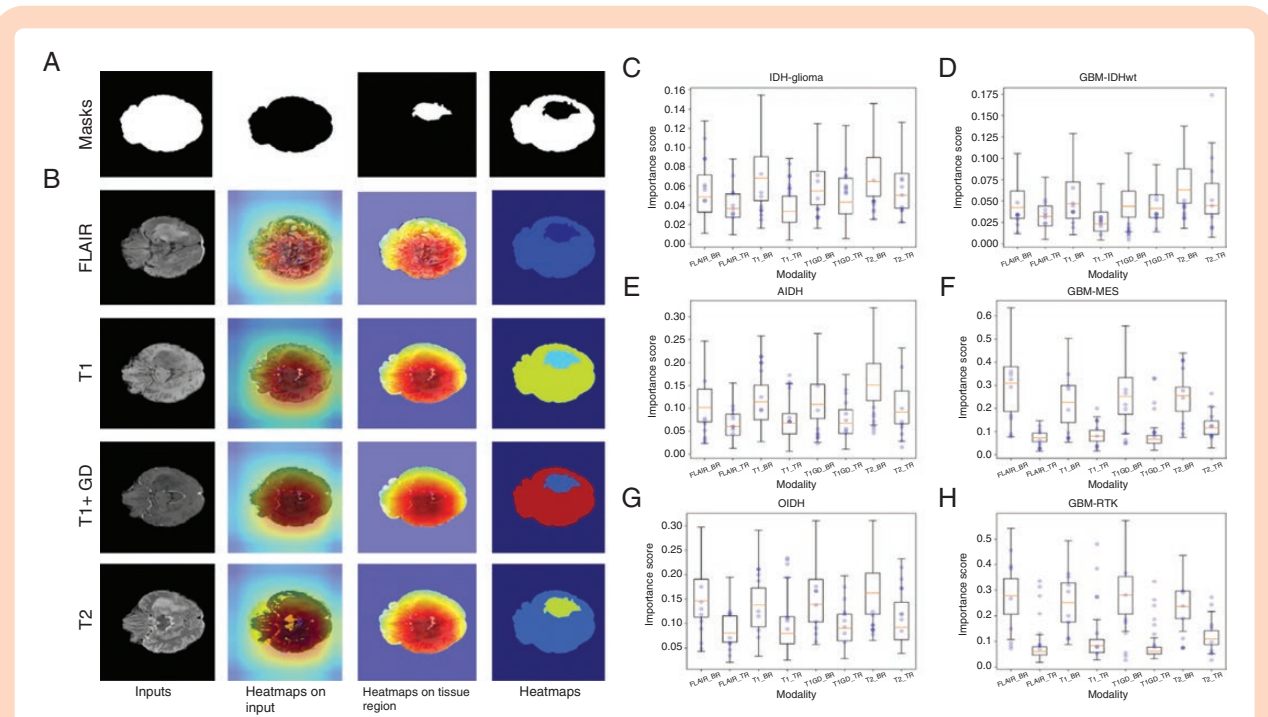 A
Masks
B
FLAIR
T1
T1+ GD
T2
Inputs
Heatmaps on
input
Heatmaps on tissue
region
Heatmaps
C
IDH-glioma
Importance score
0.16
0.14
0.12
0.10
0.08
0.06
0.04
0.02
0.00
FLAIR_BR
FLAIR_TR
T1_BR
T1_TR
T1GD_BR
T1GD_TR
T2_BR
T2_TR
Modality
D
GBM-IDHwt
Importance score
0.175
0.150
0.125
0.100
0.075
0.050
0.025
0.000
FLAIR_BR
FLAIR_TR
T1_BR
T1_TR
T1GD_BR
T1GD_TR
T2_BR
T2_TR
Modality
E
AIDH
Importance score
0.30
0.25
0.20
0.15
0.10
0.05
0.00
FLAIR_BR
FLAIR_TR
T1_BR
T1_TR
T1GD_BR
T1GD_TR
T2_BR
T2_TR
Modality
F
GBM-MES
Importance score
0.6
0.5
0.4
0.3
0.2
0.1
0.0
FLAIR_BR
FLAIR_TR
T1_BR
T1_TR
T1GD_BR
T1GD_TR
T2_BR
T2_TR
Modality
G
OIDH
Importance score
0.30
0.25
0.20
0.15
0.10
0.05
FLAIR_BR
FLAIR_TR
T1_BR
T1_TR
T1GD_BR
T1GD_TR
T2_BR
T2_TR
Modality
H
GBM-RTK
Importance score
0.5
0.4
0.3
0.2
0.1
0.0
FLAIR_BR
FLAIR_TR
T1_BR
T1_TR
T1GD_BR
T1GD_TR
T2_BR
T2_TR
Modality